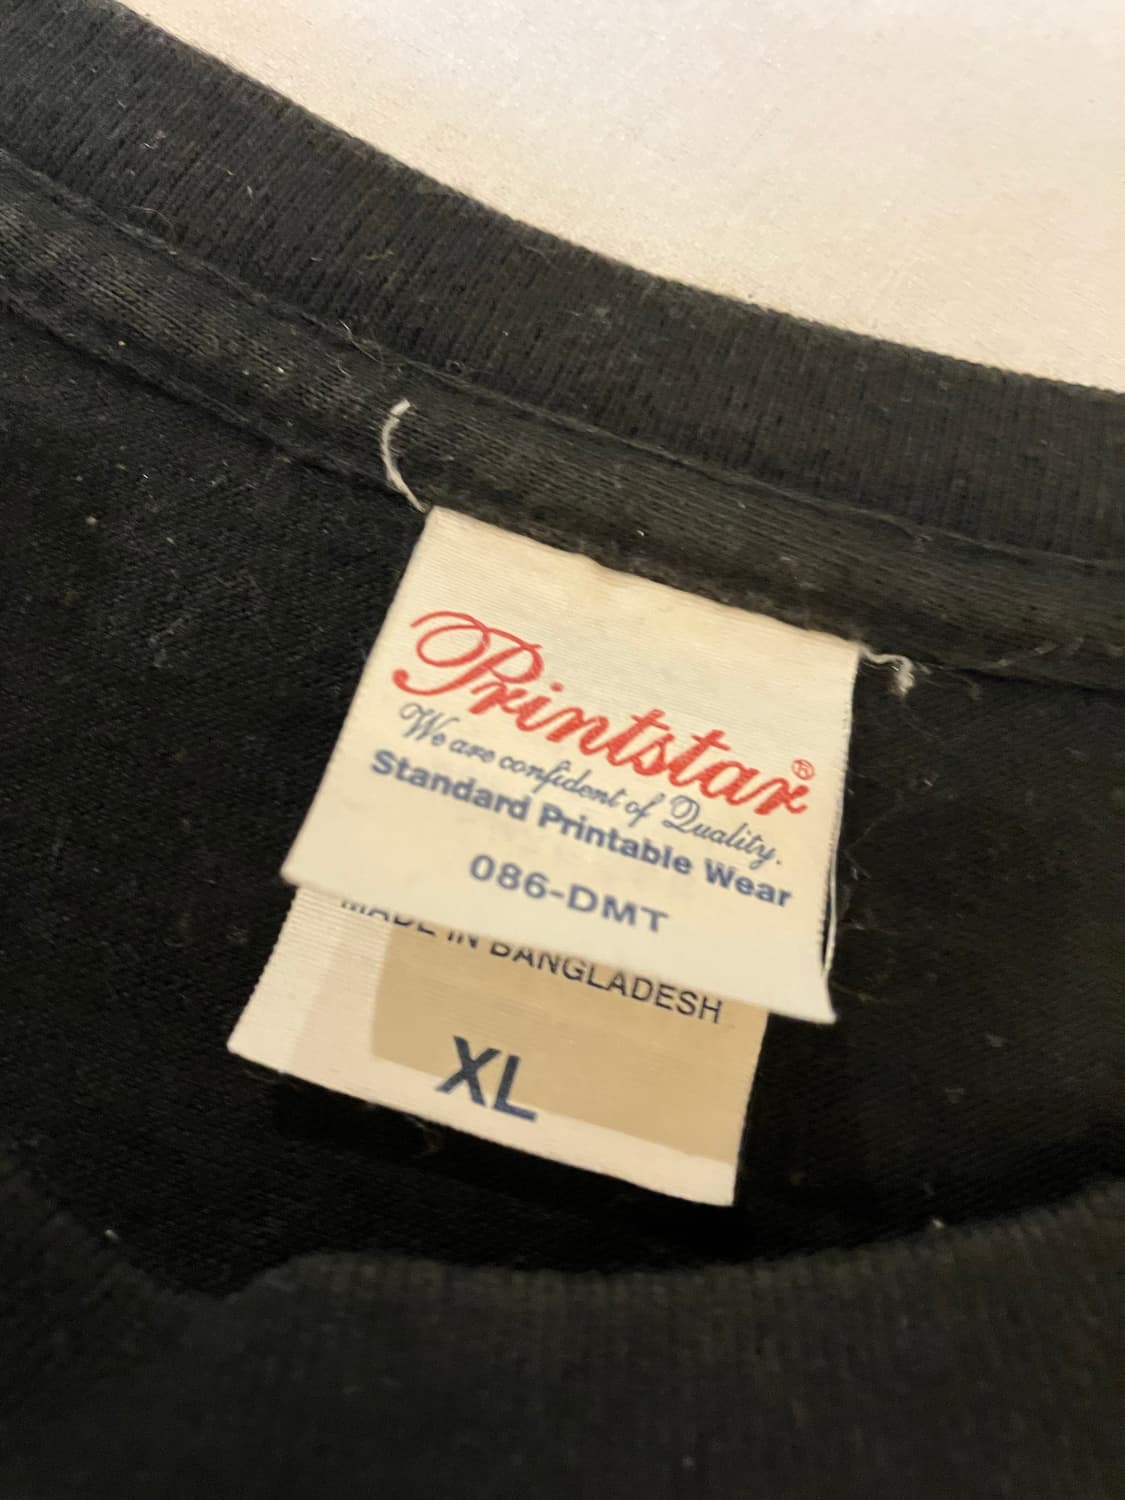 Printstar®
We are confident of Quality.
Standard Printable Wear
086-DMT
MADE IN BANGLADESH
XL